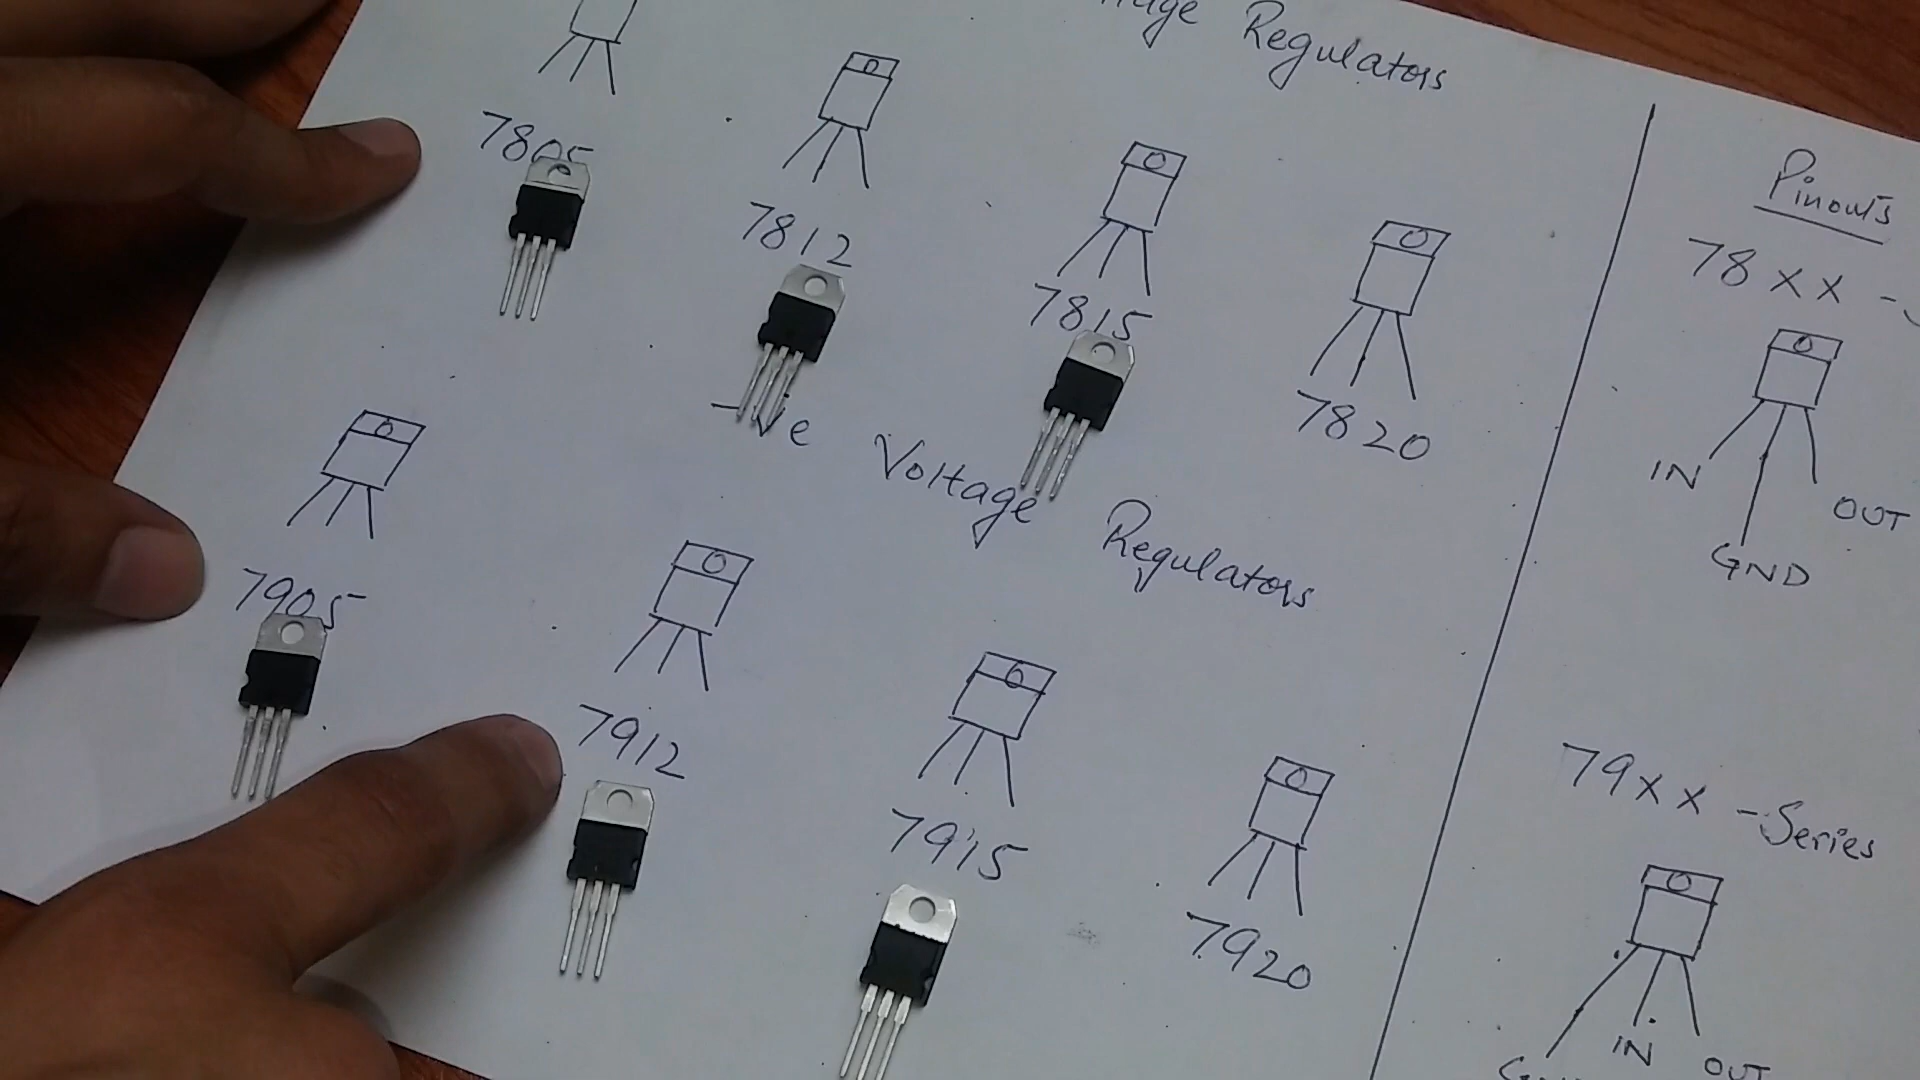 Regulators
7805
7812
7815
7820
-ve Voltage Regulators
7905
7912
7915
7920
Pinouts
78XX -
IN
GND
OUT
79XX -Series
IN
OUT